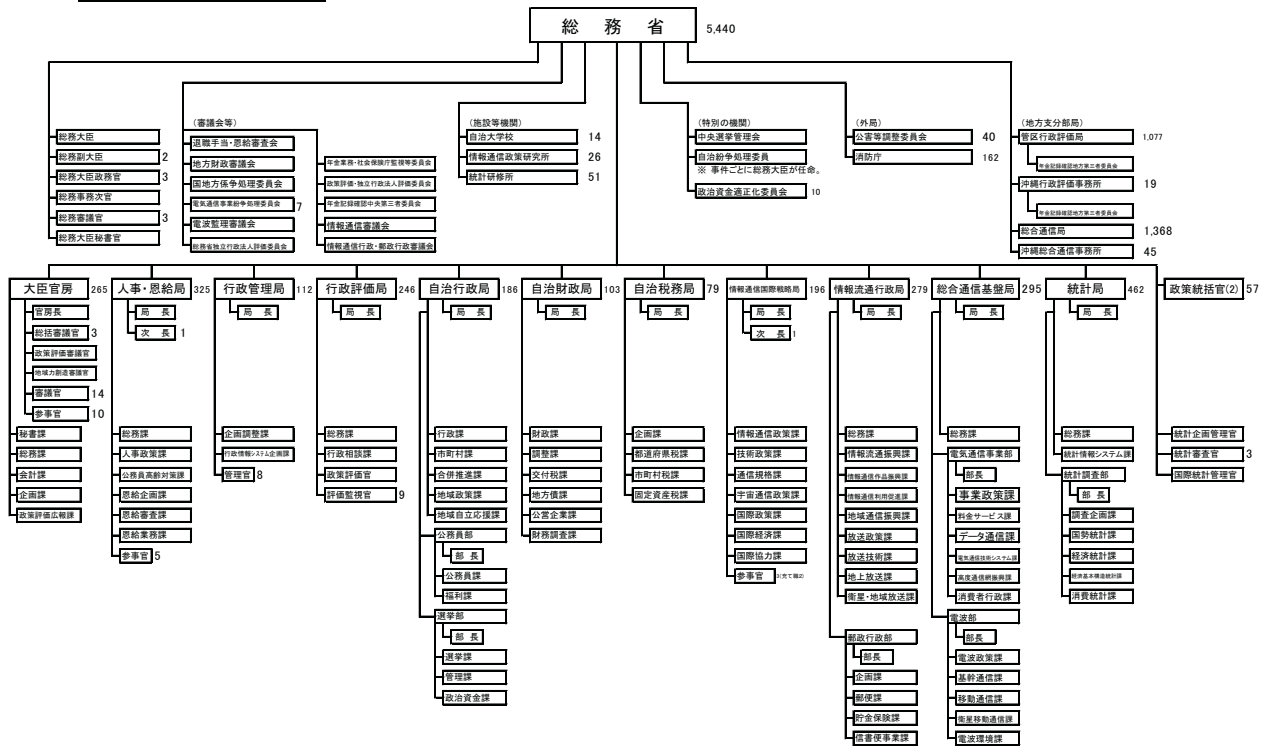 総務省 5,440
総務大臣
総務副大臣 2
総務大臣政務官 3
総務事務次官
総務審議官 3
総務大臣秘書官
(審議会等)
退職手当・恩給審査会
地方財政審議会
国地方係争処理委員会
電気通信事業紛争処理委員会 7
電波監理審議会
総務省独立行政法人評価委員会
年金業務・社会保険庁監視等委員会
政策評価・独立行政法人評価委員会
年金記録確認中央第三者委員会
情報通信審議会
情報通信行政・郵政行政審議会
(施設等機関)
自治大学校 14
情報通信政策研究所 26
統計研修所 51
(特別の機関)
中央選挙管理会
自治紛争処理委員
※ 事件ごとに総務大臣が任命。
政治資金適正化委員会 10
(外局)
公害等調整委員会 40
消防庁 162
(地方支分部局)
管区行政評価局 1,077
年金記録確認地方第三者委員会
沖縄行政評価事務所 19
年金記録確認地方第三者委員会
総合通信局 1,368
沖縄総合通信事務所 45
大臣官房 265
官房長
総括審議官 3
政策評価審議官
地域力創造審議官
審議官 14
参事官 10
秘書課
総務課
会計課
企画課
政策評価広報課
人事・恩給局 325
局 長
次 長 1
総務課
人事政策課
公務員高齢対策課
恩給企画課
恩給審査課
恩給業務課
参事官 5
行政管理局 112
局 長
企画調整課
行政情報システム企画課
管理官 8
行政評価局 246
局 長
総務課
行政相談課
政策評価官
評価監視官 9
自治行政局 186
局 長
行政課
市町村課
合併推進課
地域政策課
地域自立応援課
公務員部
部 長
公務員課
福利課
選挙部
部 長
選挙課
管理課
政治資金課
自治財政局 103
局 長
財政課
調整課
交付税課
地方債課
公営企業課
財務調査課
自治税務局 79
局 長
企画課
都道府県税課
市町村税課
固定資産税課
情報通信国際戦略局 196
局 長
次 長 1
情報通信政策課
技術政策課
通信規格課
宇宙通信政策課
国際政策課
国際経済課
国際協力課
参事官 3(充て職2)
情報流通行政局 279
局 長
総務課
情報流通振興課
情報通信作品振興課
情報通信利用促進課
地域通信振興課
放送政策課
放送技術課
地上放送課
衛星・地域放送課
郵政行政部
部長
企画課
郵便課
貯金保険課
信書便事業課
総合通信基盤局 295
局 長
総務課
電気通信事業部
部長
事業政策課
料金サービス課
データ通信課
電気通信技術システム課
高度通信網振興課
消費者行政課
電波部
部長
電波政策課
基幹通信課
移動通信課
衛星移動通信課
電波環境課
統計局 462
局 長
総務課
統計情報システム課
統計調査部
部 長
調査企画課
国勢統計課
経済統計課
経済基本構造統計課
消費統計課
政策統括官(2) 57
統計企画管理官
統計審査官 3
国際統計管理官